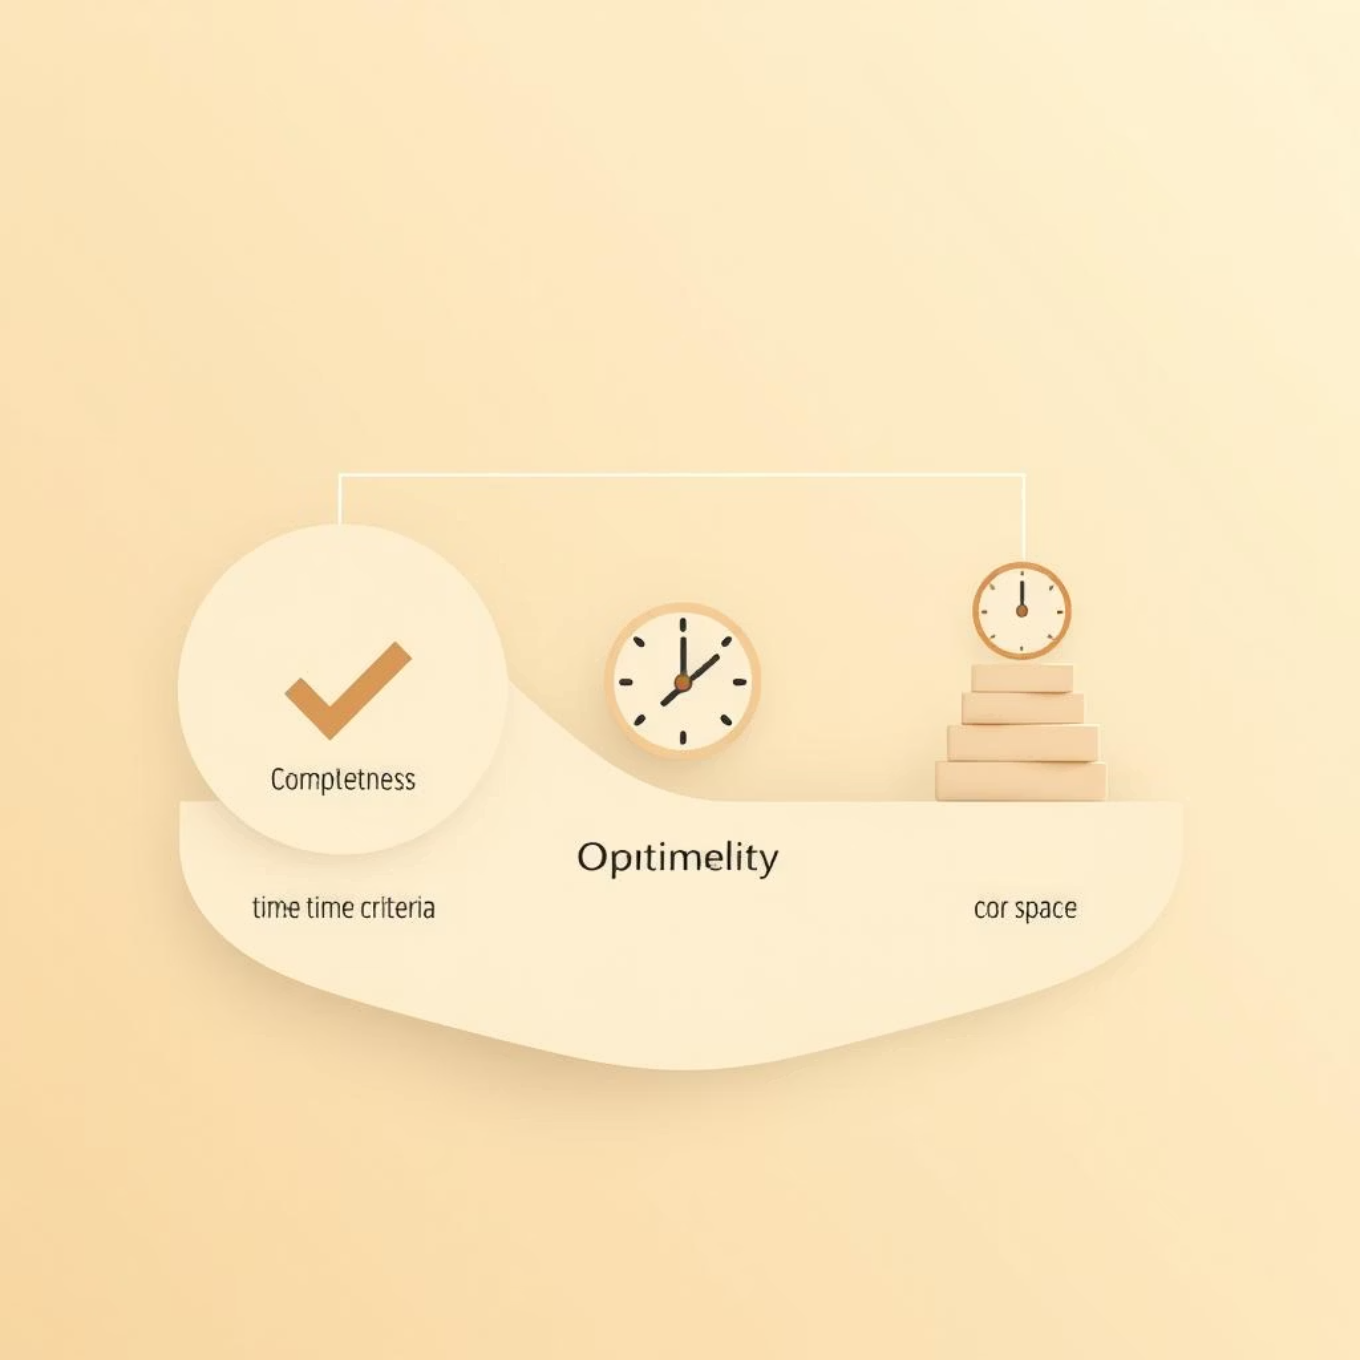 Completness
Opitimelity
time time criteria
cor space